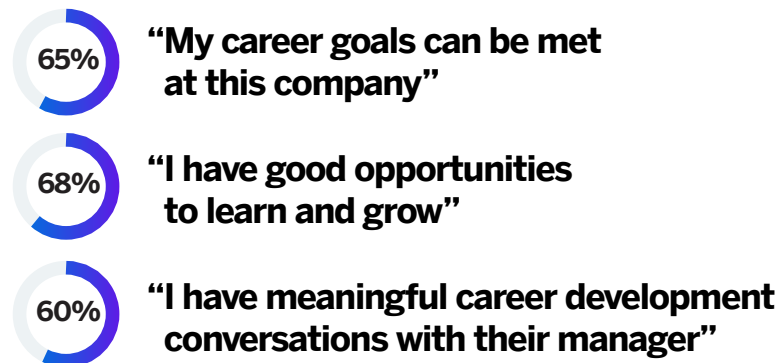 65%
“My career goals can be met
at this company”
68%
“I have good opportunities
to learn and grow”
60%
“I have meaningful career development
conversations with their manager”